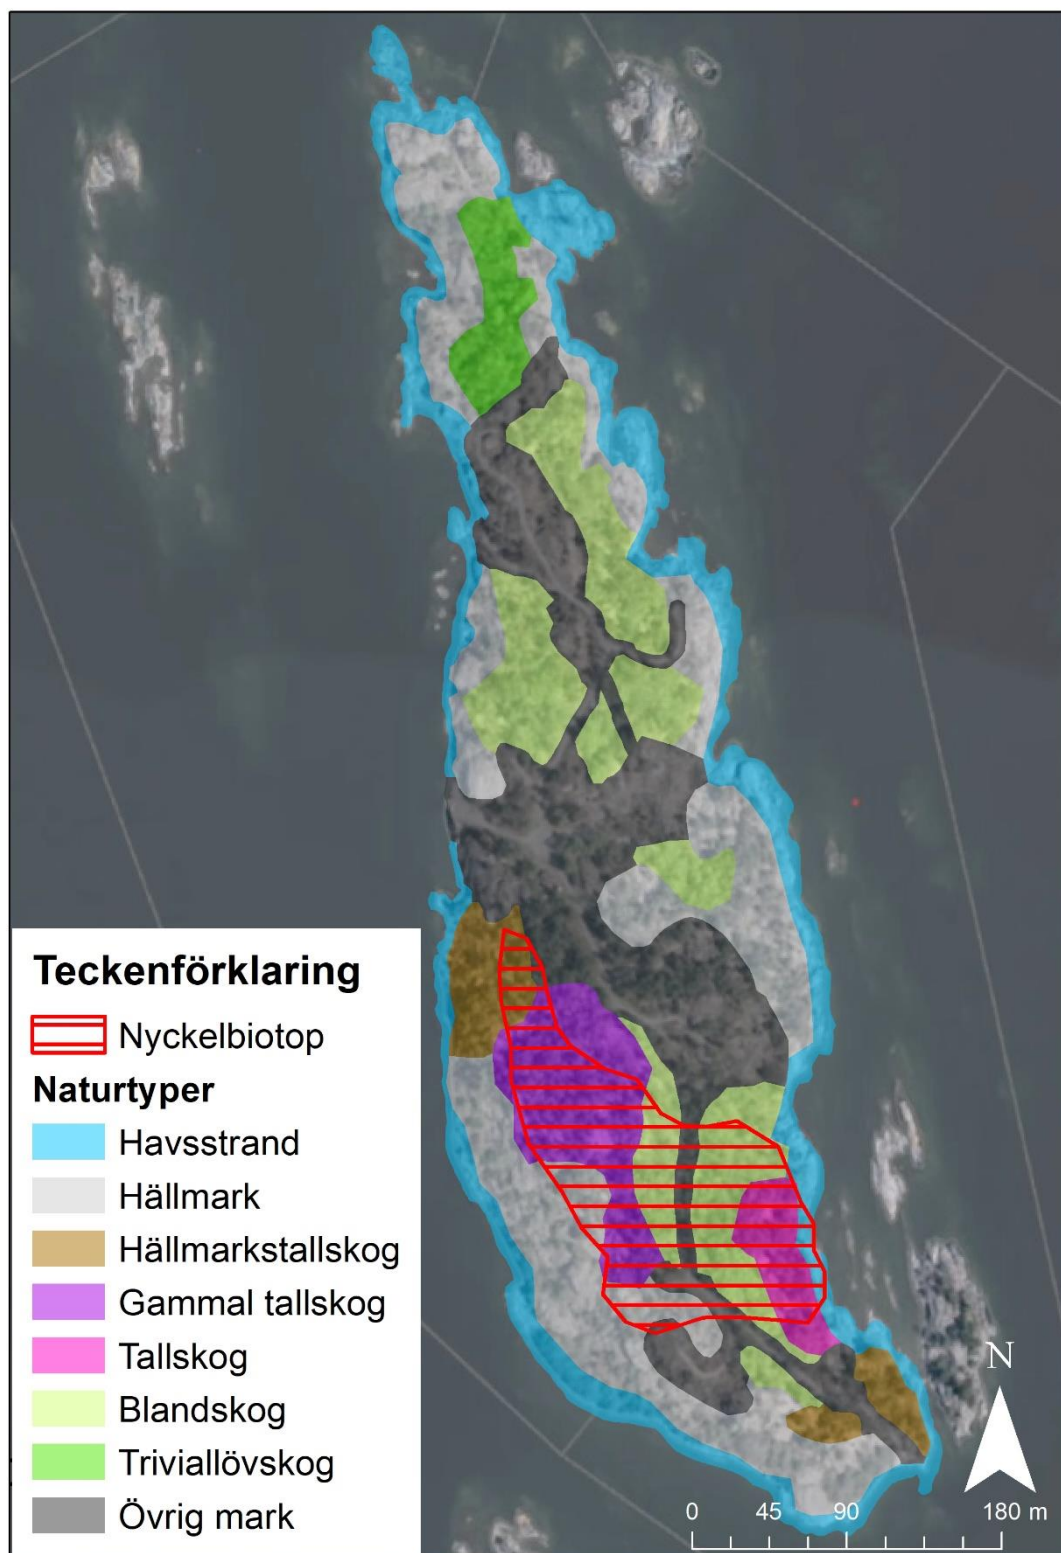 Teckenförklaring
Nyckelbiotop
Naturtyper
Havsstrand
Hällmark
Hällmarkstallskog
Gammal tallskog
Tallskog
Blandskog
Triviallövskog
Övrig mark
N
0 45 90 180 m